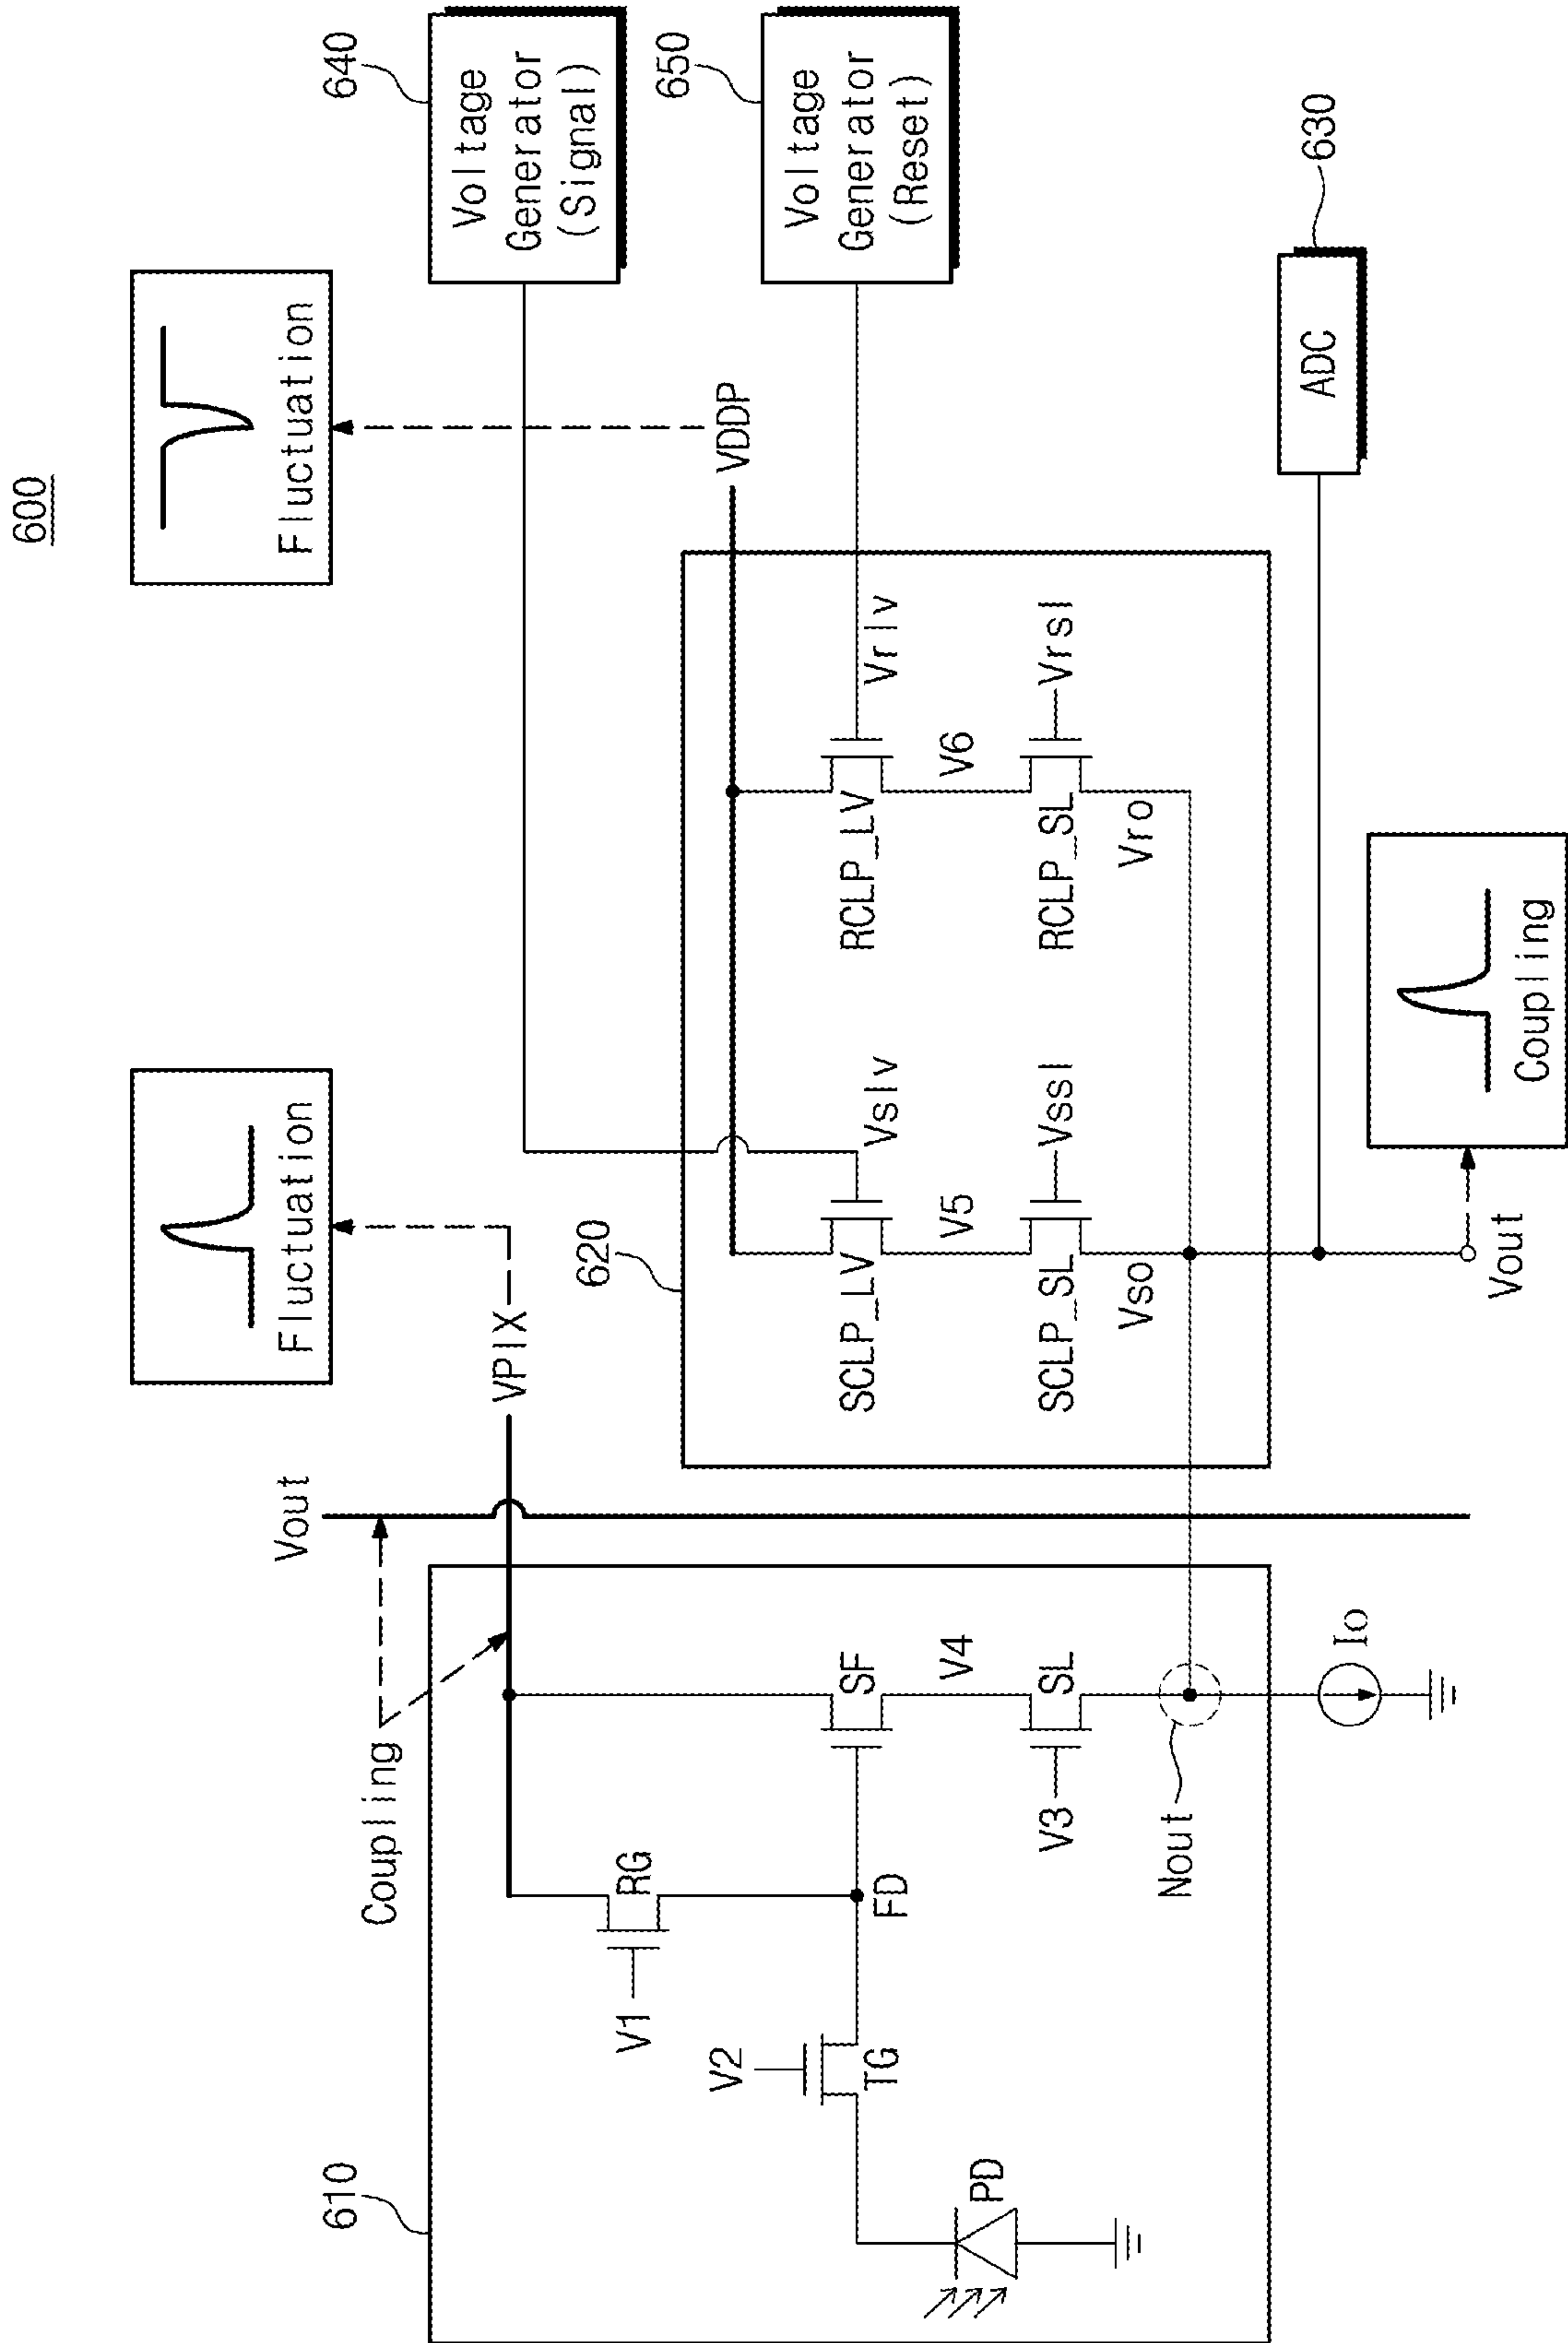 600
Fluctuation
Fluctuation
Voltage
Generator
(Signal)
640
Voltage
Generator
(Reset)
650
Vout
Coupling
VPIX
VDDP
610
620
630
V1
RG
V2
TG
FD
PD
SF
V4
V3
SL
Nout
Io
SCLP_LV
Vslv
V5
SCLP_SL
Vssl
Vso
RCLP_LV
Vrlv
V6
RCLP_SL
Vrsl
Vro
ADC
Vout
Coupling